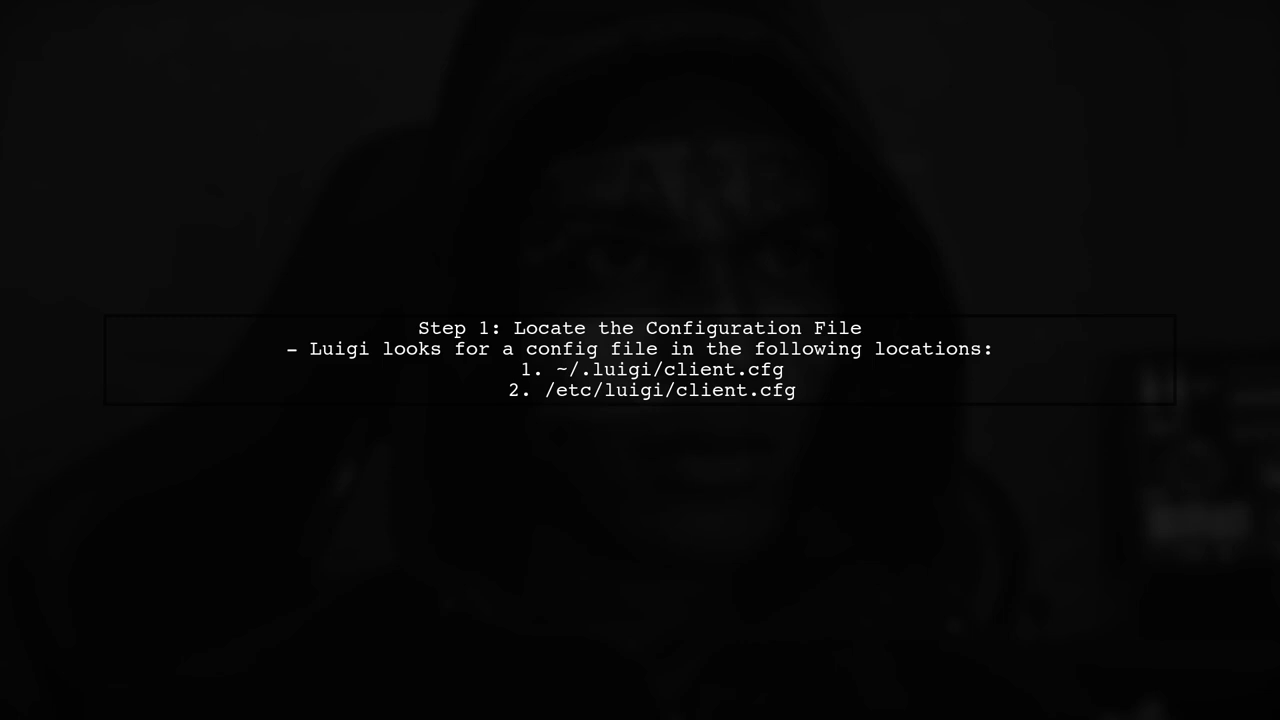 Step 1: Locate the Configuration File
– Luigi looks for a config file in the following locations:
1. ~/.luigi/client.cfg
2. /etc/luigi/client.cfg